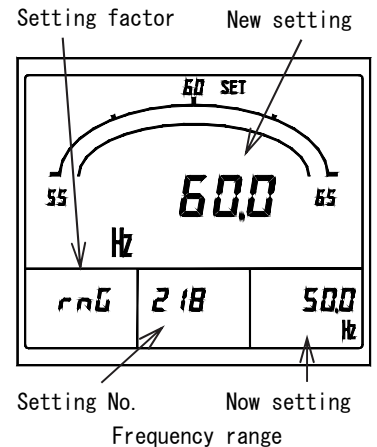 Setting factor New setting
60 SET
55 60.0 65
Hz
rnG 218 50.0
Hz
Setting No. Now setting
Frequency range